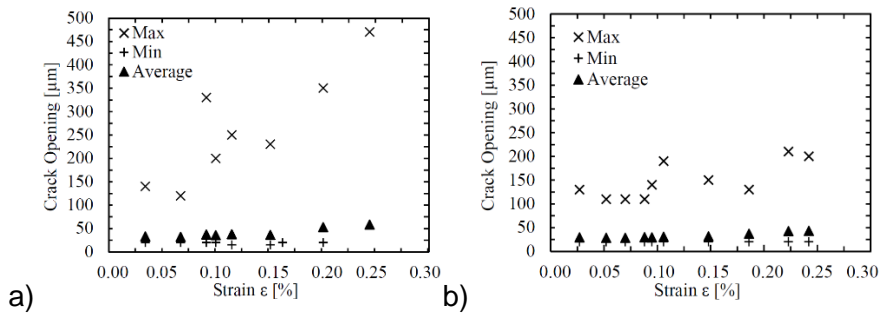 500
450
400
350
300
250
200
150
100
50
0
Crack Opening [µm]
× Max
+ Min
▲ Average
0.00 0.05 0.10 0.15 0.20 0.25 0.30
Strain ε [%]
a)
500
450
400
350
300
250
200
150
100
50
0
Crack Opening [µm]
× Max
+ Min
▲ Average
0.00 0.05 0.10 0.15 0.20 0.25 0.30
Strain ε [%]
b)